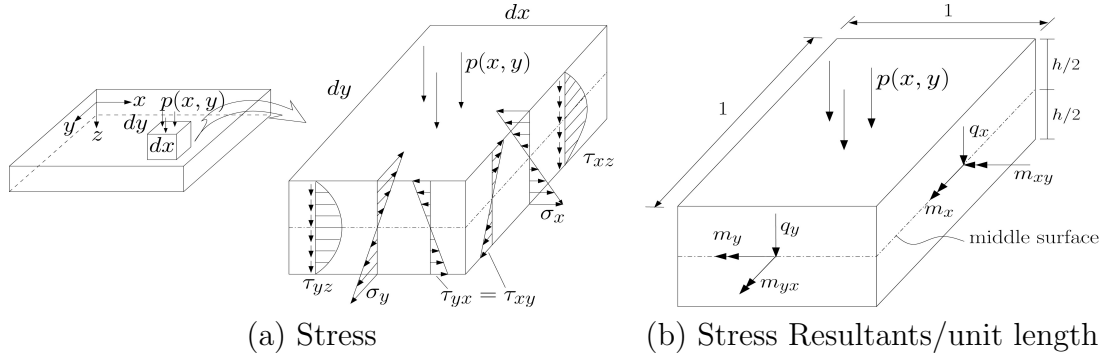 dx
dy
p(x, y)
x
y
z
p(x, y)
dy
dx
τxz
σx
τyz
σy
τyx = τxy
(a) Stress
1
1
p(x, y)
h/2
h/2
qx
mxy
mx
my
qy
myx
middle surface
(b) Stress Resultants/unit length